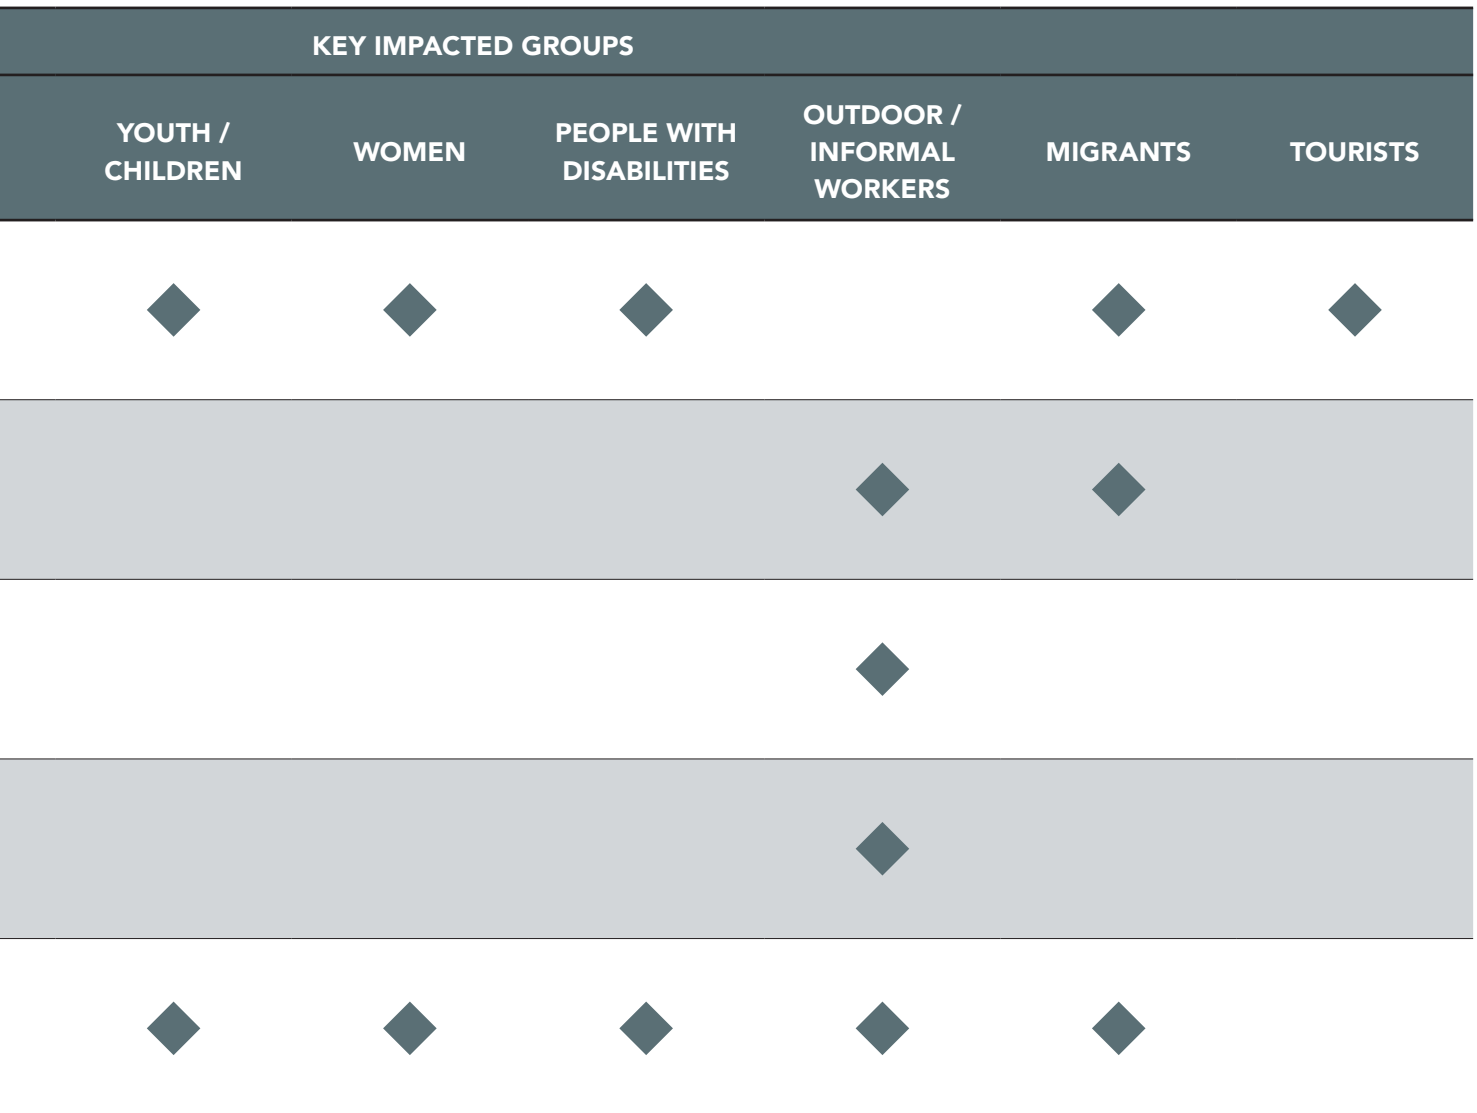 KEY IMPACTED GROUPS
YOUTH /
CHILDREN
WOMEN
PEOPLE WITH
DISABILITIES
OUTDOOR /
INFORMAL
WORKERS
MIGRANTS
TOURISTS